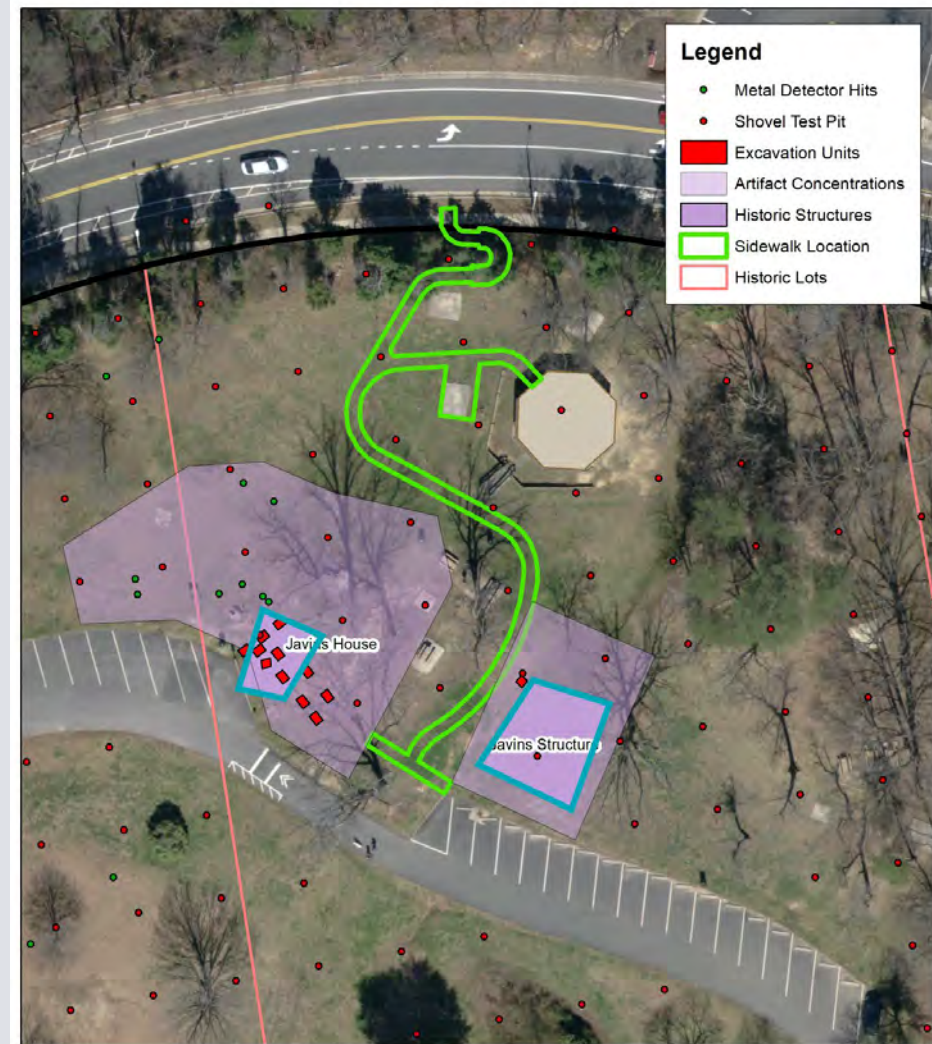 Legend
Metal Detector Hits
Shovel Test Pit
Excavation Units
Artifact Concentrations
Historic Structures
Sidewalk Location
Historic Lots
Javins House
Javins Structure